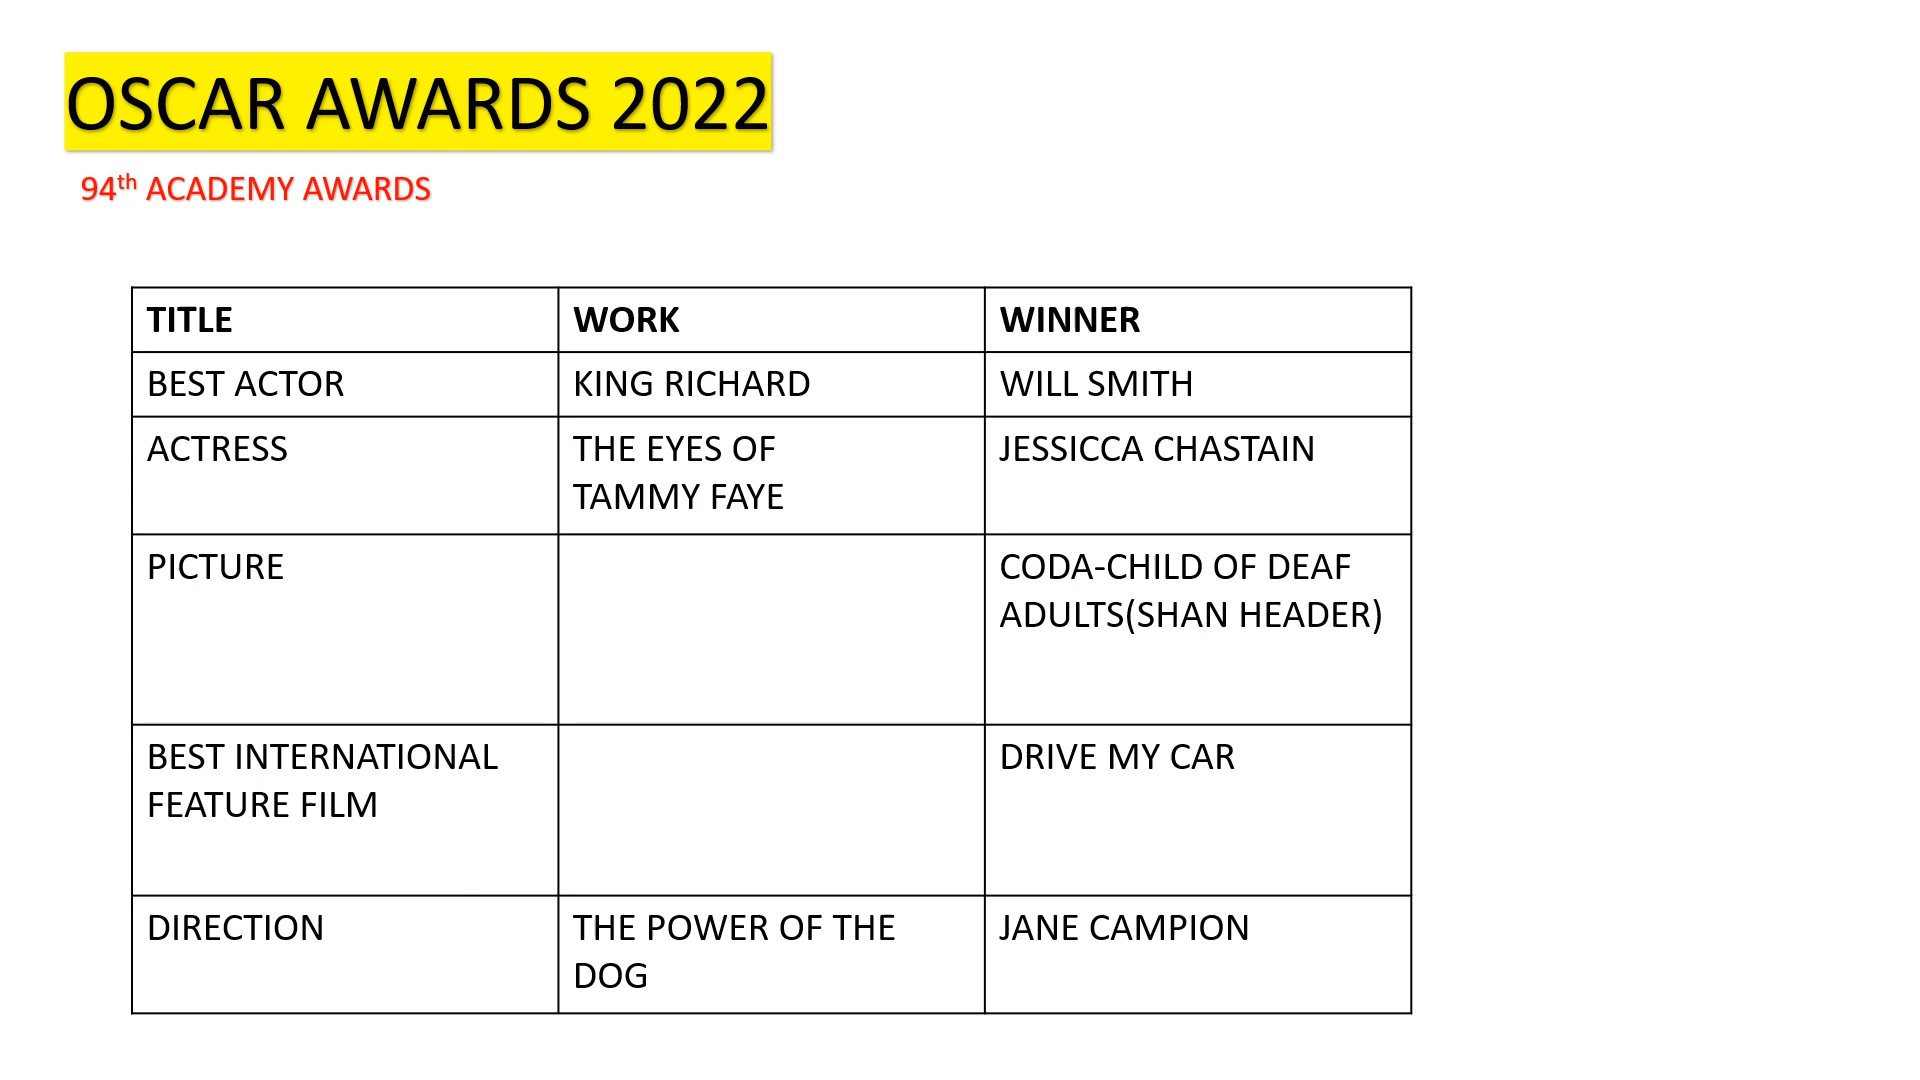 OSCAR AWARDS 2022
94th ACADEMY AWARDS
TITLE WORK WINNER
BEST ACTOR KING RICHARD WILL SMITH
ACTRESS THE EYES OF JESSICCA CHASTAIN
TAMMY FAYE
PICTURE CODA-CHILD OF DEAF
ADULTS(SHAN HEADER)
BEST INTERNATIONAL DRIVE MY CAR
FEATURE FILM
DIRECTION THE POWER OF THE JANE CAMPION
DOG